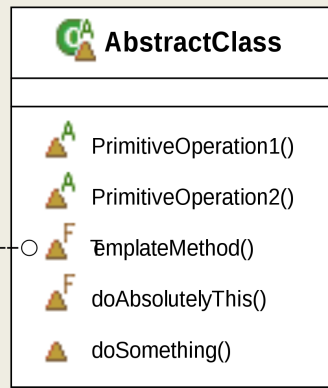 C A AbstractClass
A PrimitiveOperation1()
A PrimitiveOperation2()
F TemplateMethod()
F doAbsolutelyThis()
doSomething()